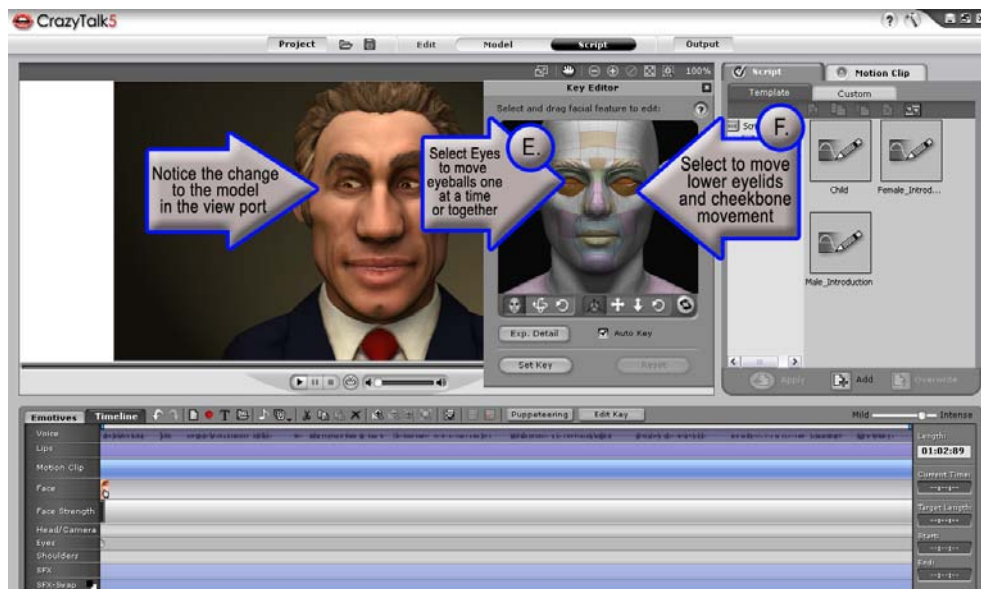 CrazyTalk5
Project Edit Model Script Output
100%
Key Editor
Select and drag facial feature to edit:
Notice the change
to the model
in the view port
Select Eyes
to move
eyeballs one
at a time
or together
E.
F.
Select to move
lower eyelids
and cheekbone
movement
Exp. Detail
Auto Key
Set Key
Reset
Script
Motion Clip
Template
Custom
Child
Female_Introd...
Male_Introduction
Apply
Add
Overwrite
Emotives
Timeline
Puppeteering
Edit Key
Mild
Intense
Voice
Lips
Motion Clip
Face
Face Strength
Head/Camera
Eyes
Shoulders
SFX
SFX-Swap
Length:
01:02:89
Current Time:
--:--:--
Target Length:
--:--:--
Start:
--:--:--
End:
--:--:--